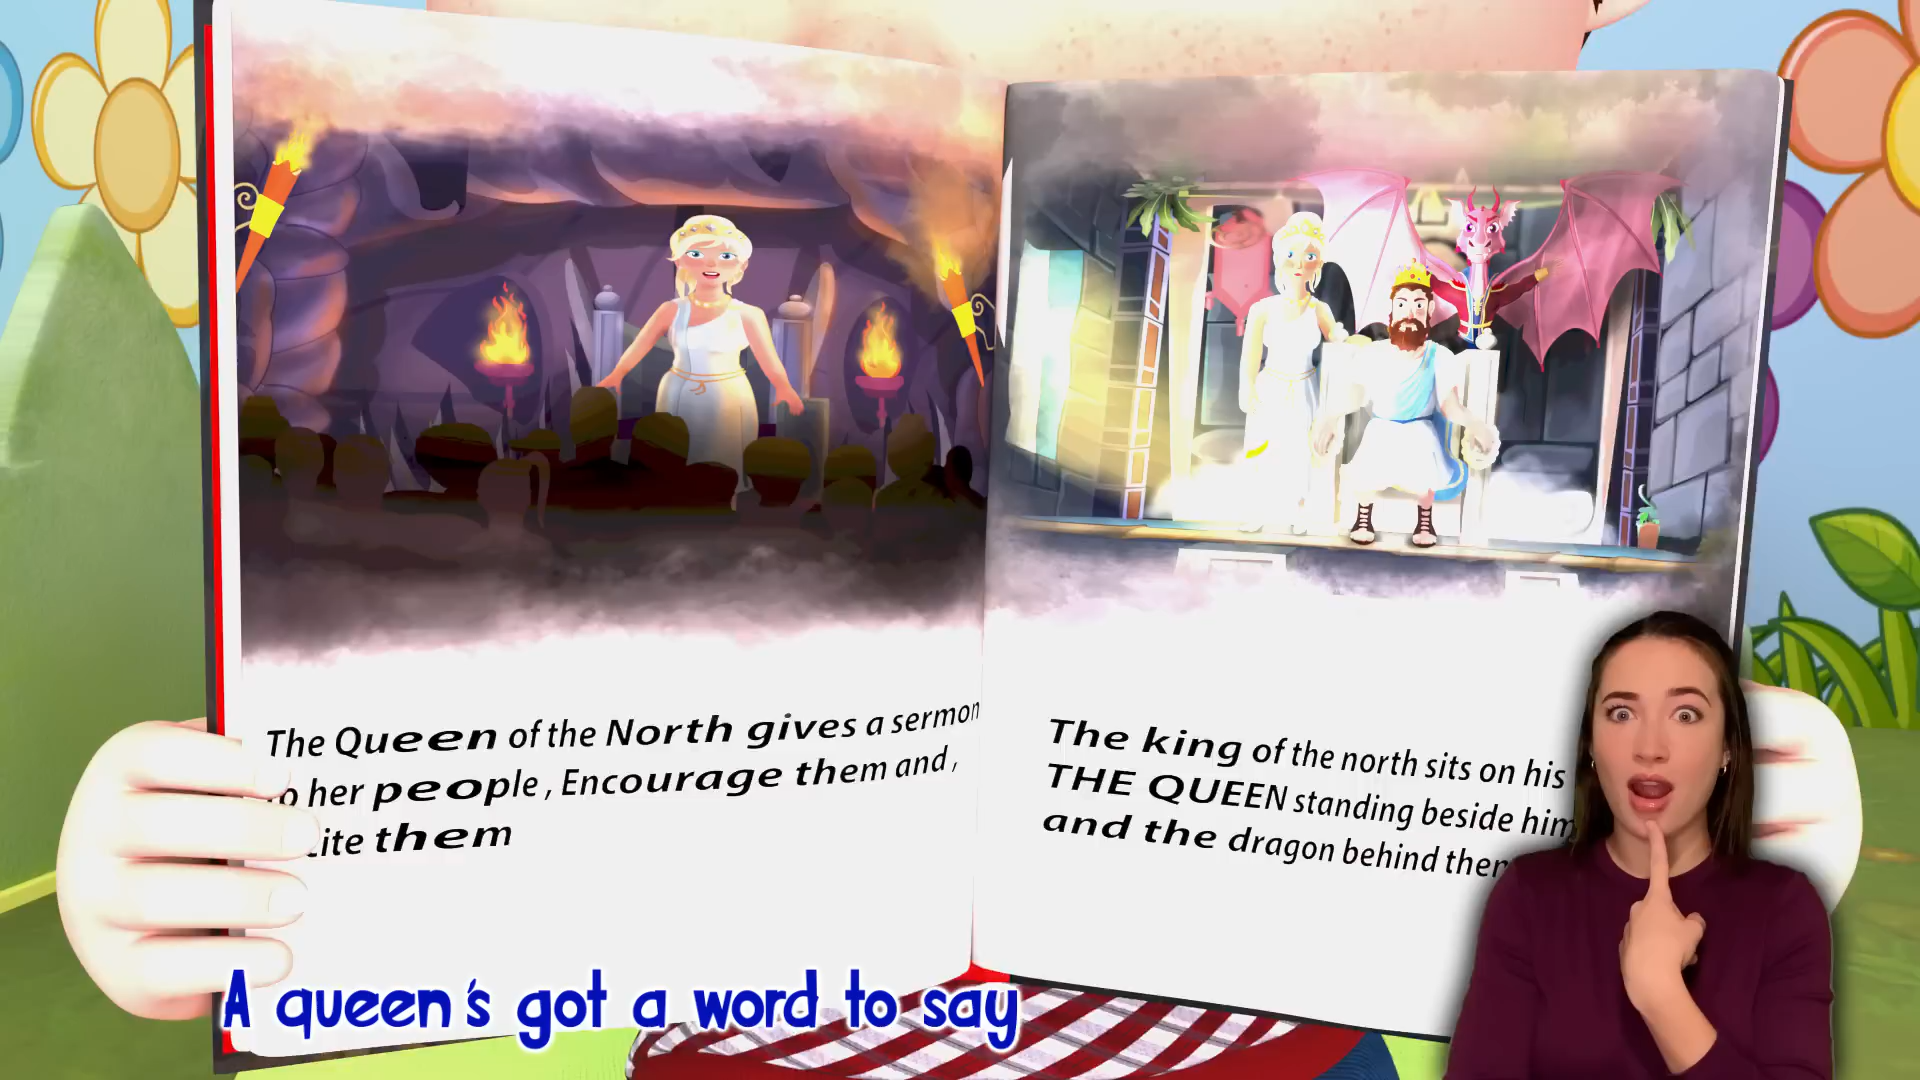 The Queen of the North gives a sermon
her people, Encourage them and,
them
The king of the north sits on his
THE QUEEN standing beside him
and the dragon behind them
A queen's got a word to say